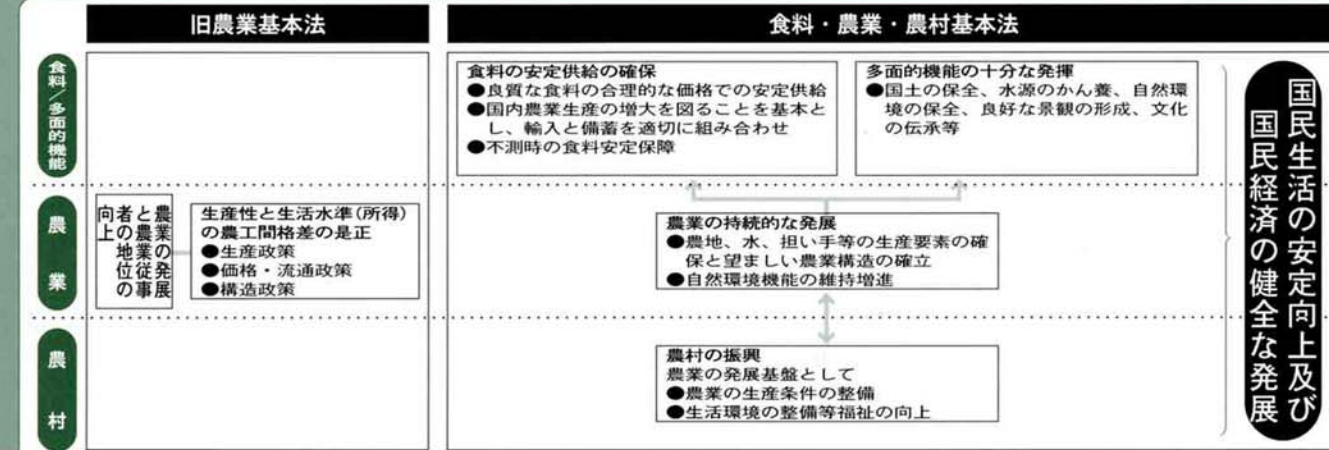 旧農業基本法
食料・農業・農村基本法
食料/多面的機能
食料の安定供給の確保
●良質な食料の合理的な価格での安定供給
●国内農業生産の増大を図ることを基本と
し、輸入と備蓄を適切に組み合わせ
●不測時の食料安定保障
多面的機能の十分な発揮
●国土の保全、水源のかん養、自然環
境の保全、良好な景観の形成、文化
の伝承等
農業
農業の発展
と農業従事
者の地位の
向上
生産性と生活水準(所得)
の農工間格差の是正
●生産政策
●価格・流通政策
●構造政策
農業の持続的な発展
●農地、水、担い手等の生産要素の確
保と望ましい農業構造の確立
●自然環境機能の維持増進
農村
農村の振興
農業の発展基盤として
●農業の生産条件の整備
●生活環境の整備等福祉の向上
国民生活の安定向上及び
国民経済の健全な発展